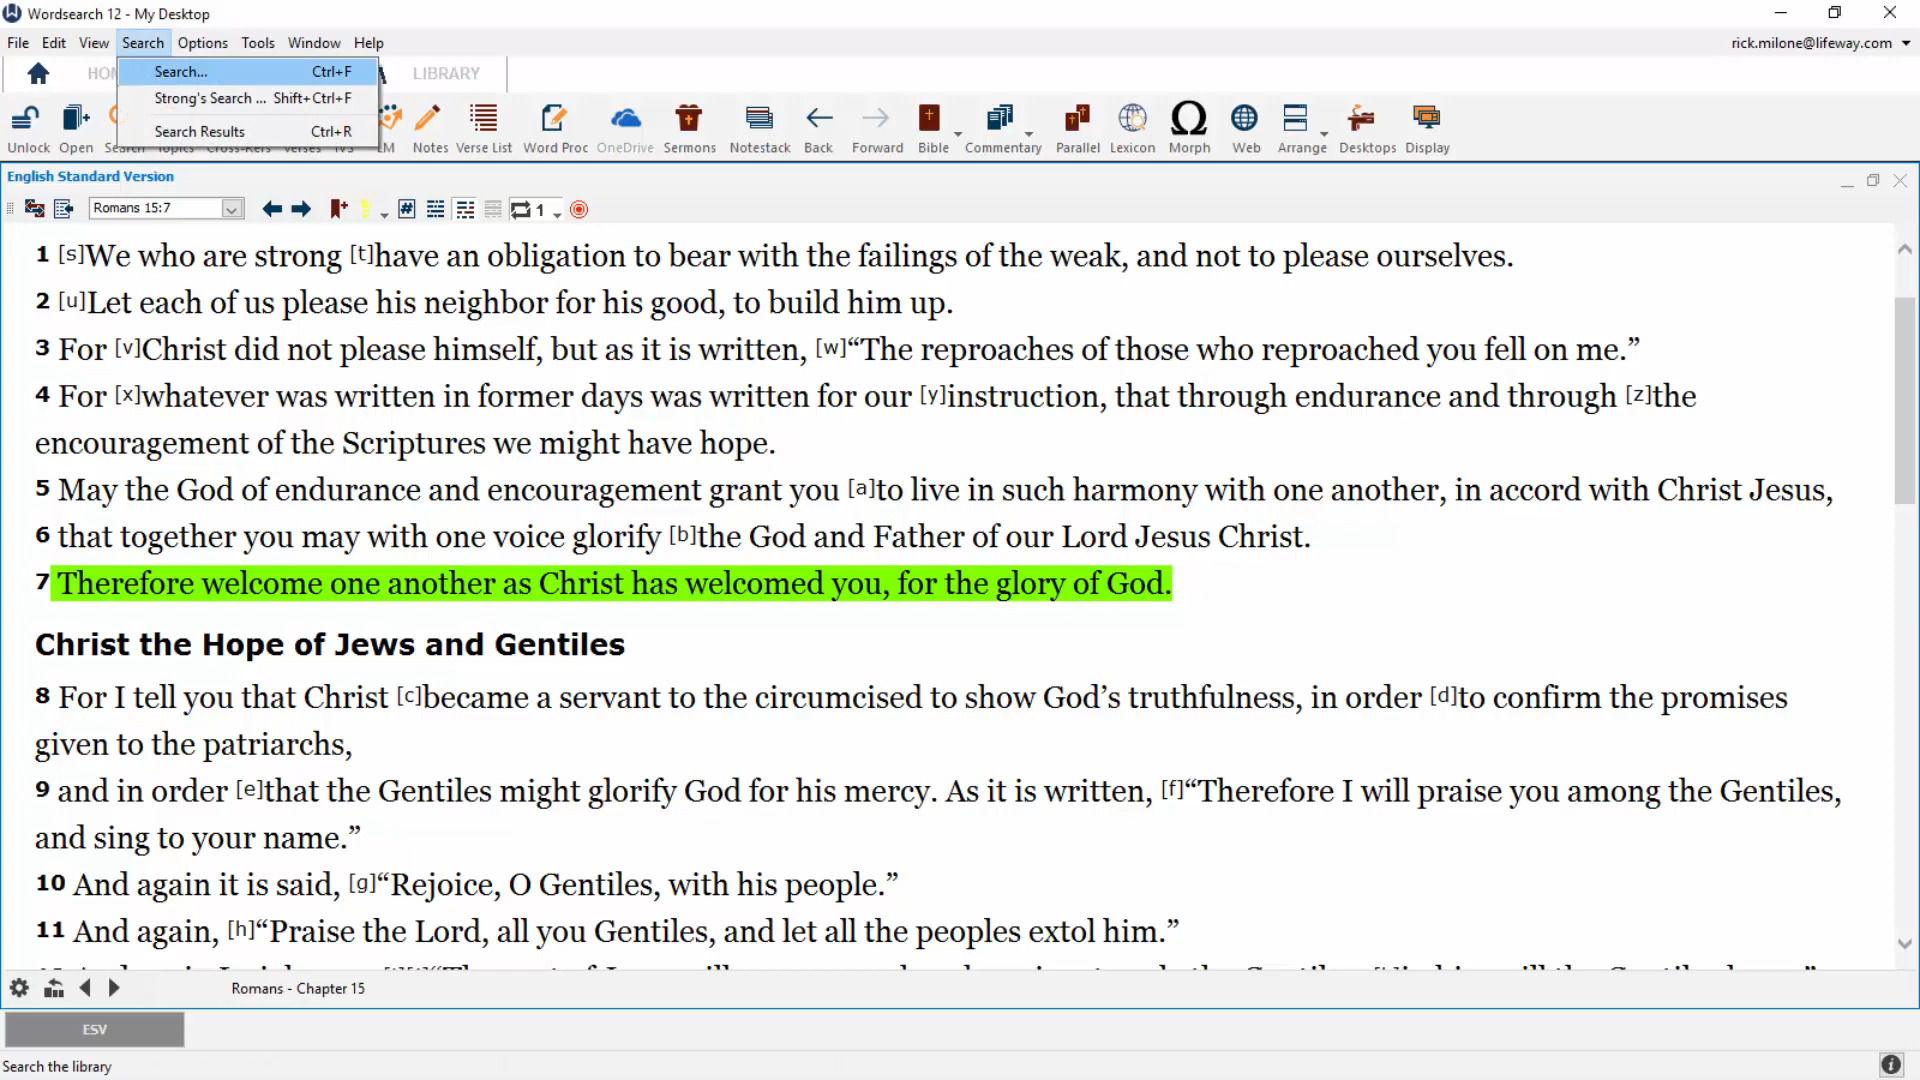 Wordsearch 12 - My Desktop
File Edit View Search Options Tools Window Help
rick.milone@lifeway.com
LIBRARY
Search... Ctrl+F
Strong's Search ... Shift+Ctrl+F
Search Results Ctrl+R
Unlock Open Search Topics Cross-Refs Verses Notes Verse List Word Proc OneDrive Sermons Notestack Back Forward Bible Commentary Parallel Lexicon Morph Web Arrange Desktops Display
English Standard Version
Romans 15:7
# 1
1 [s]We who are strong [t]have an obligation to bear with the failings of the weak, and not to please ourselves.
2 [u]Let each of us please his neighbor for his good, to build him up.
3 For [v]Christ did not please himself, but as it is written, [w]“The reproaches of those who reproached you fell on me.”
4 For [x]whatever was written in former days was written for our [y]instruction, that through endurance and through [z]the
encouragement of the Scriptures we might have hope.
5 May the God of endurance and encouragement grant you [a]to live in such harmony with one another, in accord with Christ Jesus,
6 that together you may with one voice glorify [b]the God and Father of our Lord Jesus Christ.
7 Therefore welcome one another as Christ has welcomed you, for the glory of God.
Christ the Hope of Jews and Gentiles
8 For I tell you that Christ [c]became a servant to the circumcised to show God’s truthfulness, in order [d]to confirm the promises
given to the patriarchs,
9 and in order [e]that the Gentiles might glorify God for his mercy. As it is written, [f]“Therefore I will praise you among the Gentiles,
and sing to your name.”
10 And again it is said, [g]“Rejoice, O Gentiles, with his people.”
11 And again, [h]“Praise the Lord, all you Gentiles, and let all the peoples extol him.”
Romans - Chapter 15
ESV
Search the library